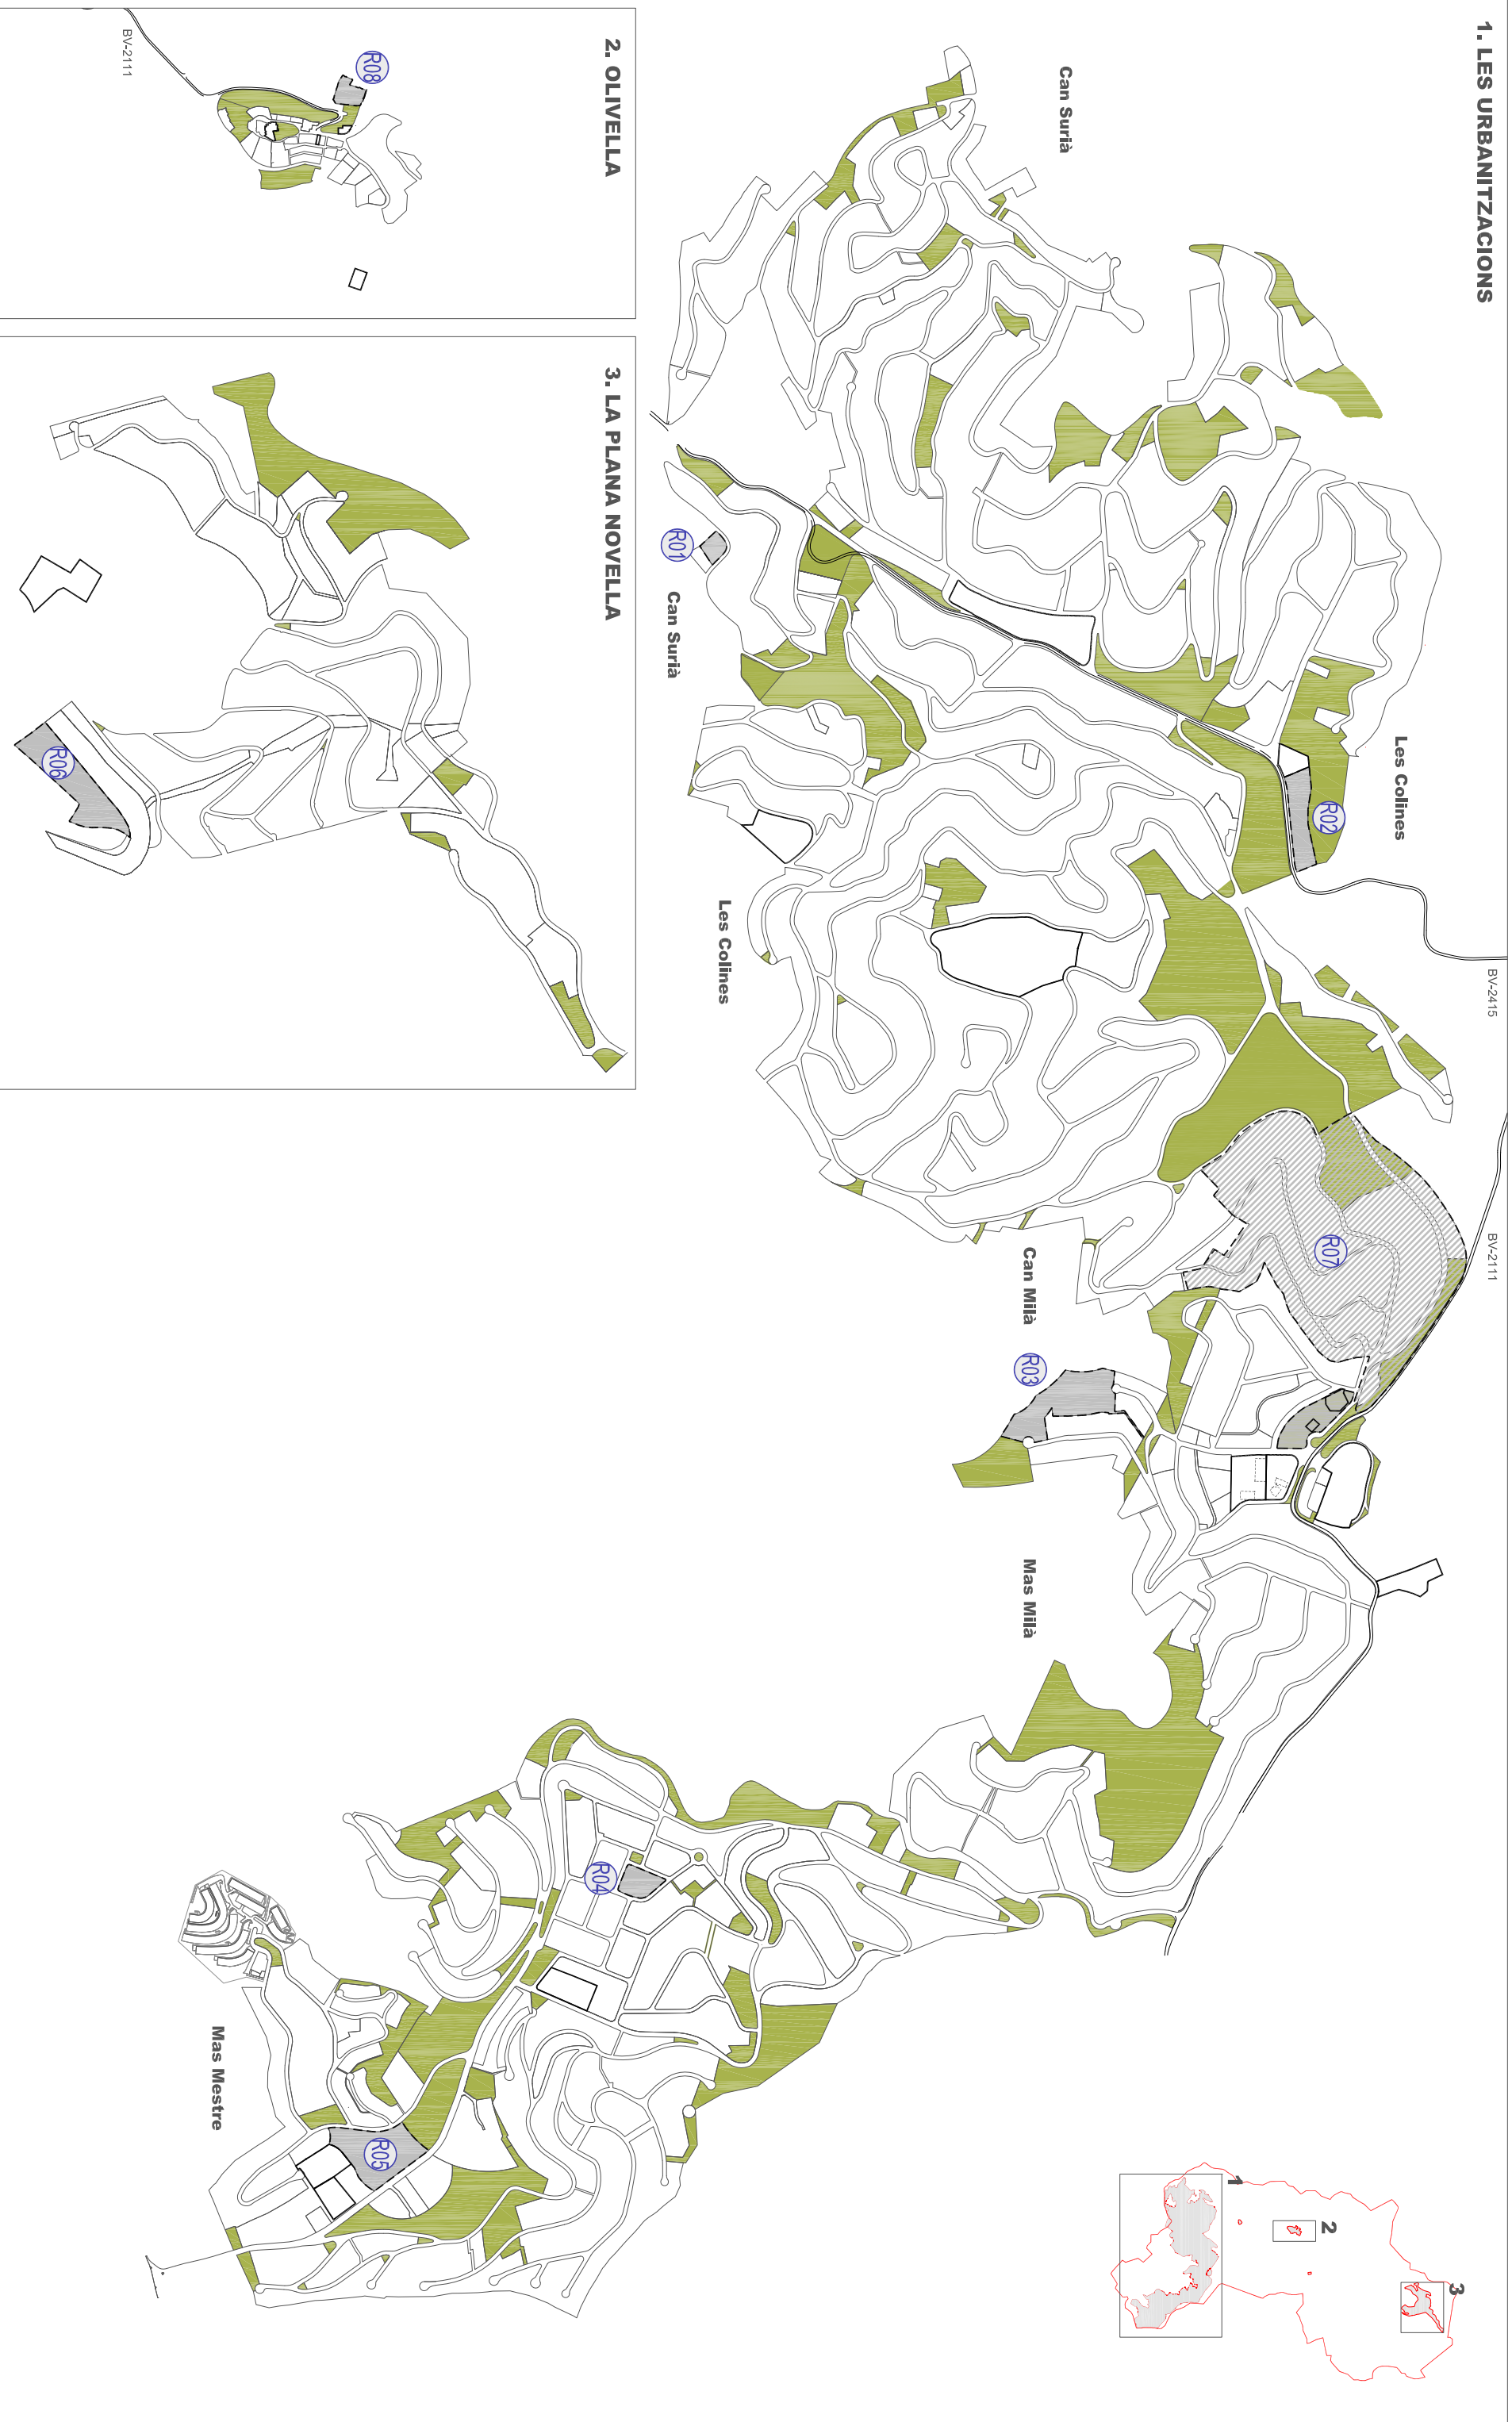 1. LES URBANITZACIONS
Can Surià
Les Colines
BV-2415
BV-2111
R02
R07
Can Surià
R01
Les Colines
Can Milà
R03
Mas Milà
R04
R05
Mas Mestre
2. OLIVELLA
R08
BV-2111
3. LA PLANA NOVELLA
R06
1
2
3